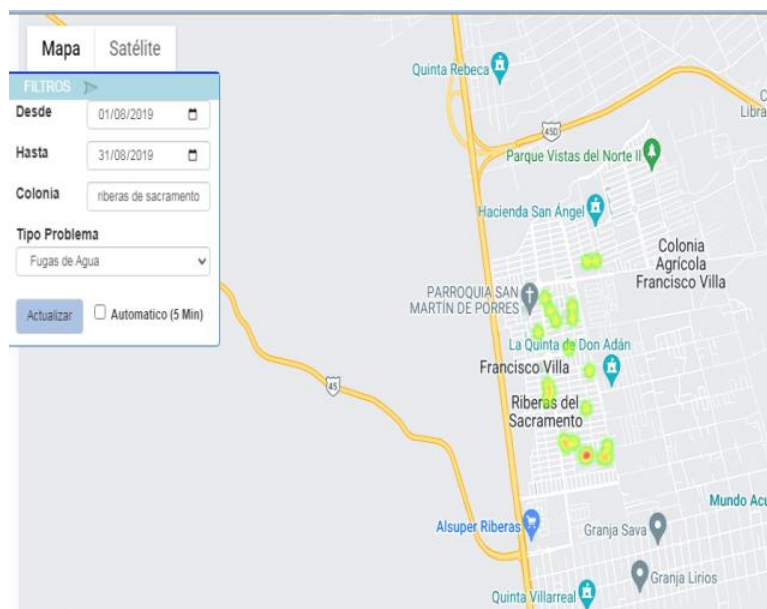 Mapa
Satélite
FILTROS
Desde
01/08/2019
Hasta
31/08/2019
Colonia
riberas de sacramento
Tipo Problema
Fugas de Agua
Actualizar
Automatico (5 Min)
Quinta Rebeca
45D
Parque Vistas del Norte II
Hacienda San Ángel
Colonia
Agrícola
Francisco Villa
PARROQUIA SAN
MARTÍN DE PORRES
La Quinta de Don Adán
Francisco Villa
45
Riberas del
Sacramento
Mundo Acu
Alsuper Riberas
Granja Sava
Granja Lirios
Quinta Villarreal